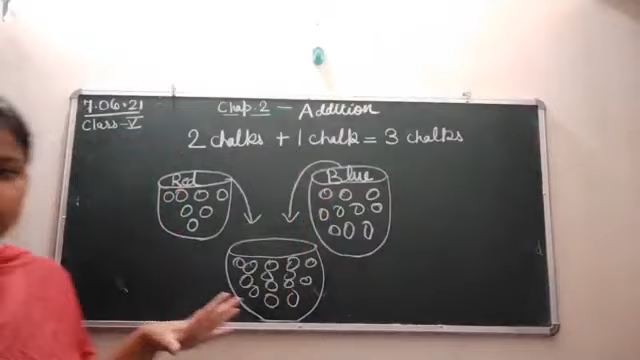 7.06.21
Class-V
Chap.2 - Addition
2 chalks + 1 chalk = 3 chalks
Red
Blue